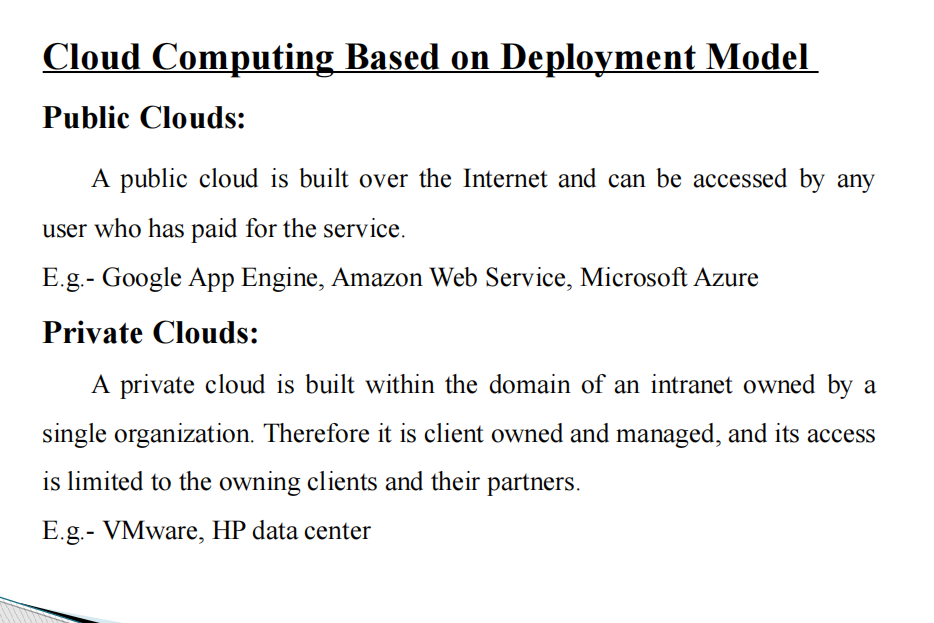 Cloud Computing Based on Deployment Model
Public Clouds:
A public cloud is built over the Internet and can be accessed by any
user who has paid for the service.
E.g.- Google App Engine, Amazon Web Service, Microsoft Azure
Private Clouds:
A private cloud is built within the domain of an intranet owned by a
single organization. Therefore it is client owned and managed, and its access
is limited to the owning clients and their partners.
E.g.- VMware, HP data center